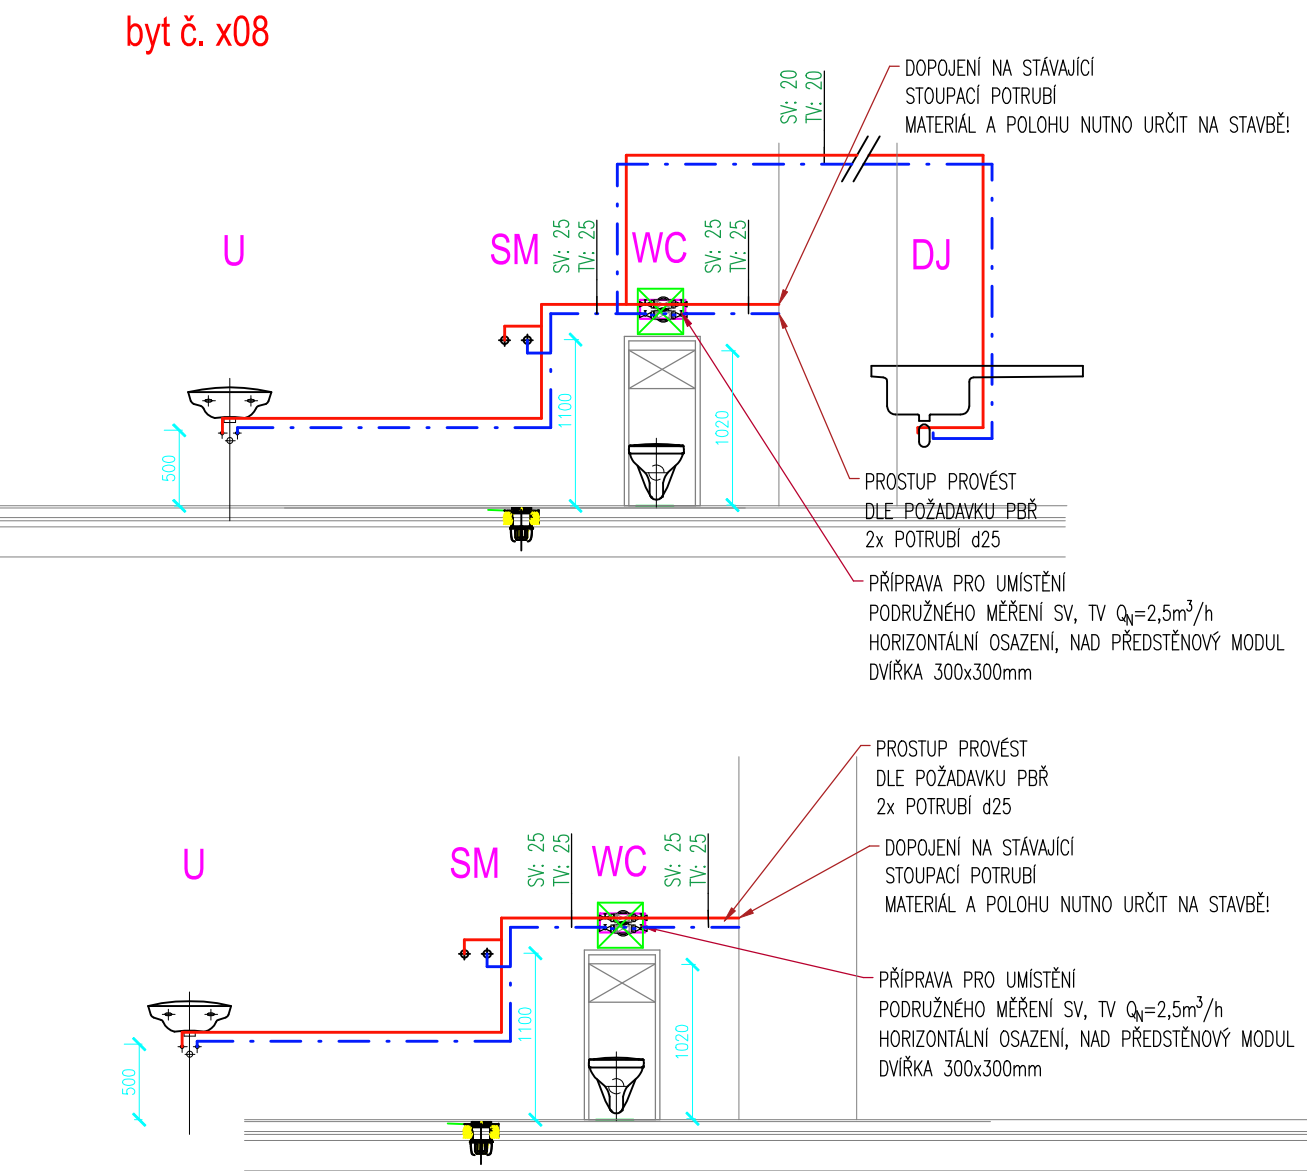 byt č. x08
DOPOJENÍ NA STÁVAJÍCÍ
STOUPACÍ POTRUBÍ
MATERIÁL A POLOHU NUTNO URČIT NA STAVBĚ!
SV: 20
TV: 20
U
SM
SV: 25
TV: 25
WC
SV: 25
TV: 25
DJ
500
1100
1020
PROSTUP PROVÉST
DLE POŽADAVKU PBŘ
2x POTRUBÍ d25
PŘÍPRAVA PRO UMÍSTĚNÍ
PODRUŽNÉHO MĚŘENÍ SV, TV Q_N=2,5m³/h
HORIZONTÁLNÍ OSAZENÍ, NAD PŘEDSTĚNOVÝ MODUL
DVÍŘKA 300x300mm
PROSTUP PROVÉST
DLE POŽADAVKU PBŘ
2x POTRUBÍ d25
U
SM
SV: 25
TV: 25
WC
SV: 25
TV: 25
DOPOJENÍ NA STÁVAJÍCÍ
STOUPACÍ POTRUBÍ
MATERIÁL A POLOHU NUTNO URČIT NA STAVBĚ!
500
1100
1020
PŘÍPRAVA PRO UMÍSTĚNÍ
PODRUŽNÉHO MĚŘENÍ SV, TV Q_N=2,5m³/h
HORIZONTÁLNÍ OSAZENÍ, NAD PŘEDSTĚNOVÝ MODUL
DVÍŘKA 300x300mm